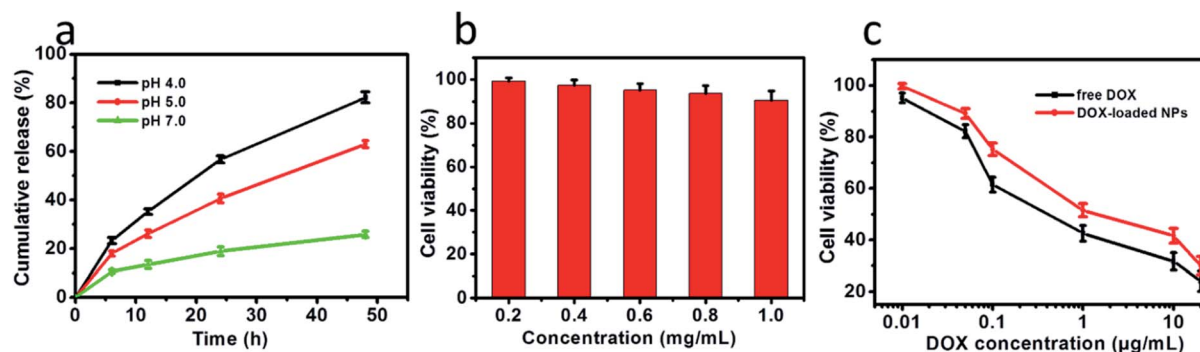 a
Cumulative release (%)
100
80
60
40
20
0
pH 4.0
pH 5.0
pH 7.0
0 10 20 30 40 50
Time (h)
b
Cell viability (%)
100
80
60
40
20
0
0.2 0.4 0.6 0.8 1.0
Concentration (mg/mL)
c
Cell viability (%)
100
80
60
40
20
free DOX
DOX-loaded NPs
0.01 0.1 1 10
DOX concentration (μg/mL)